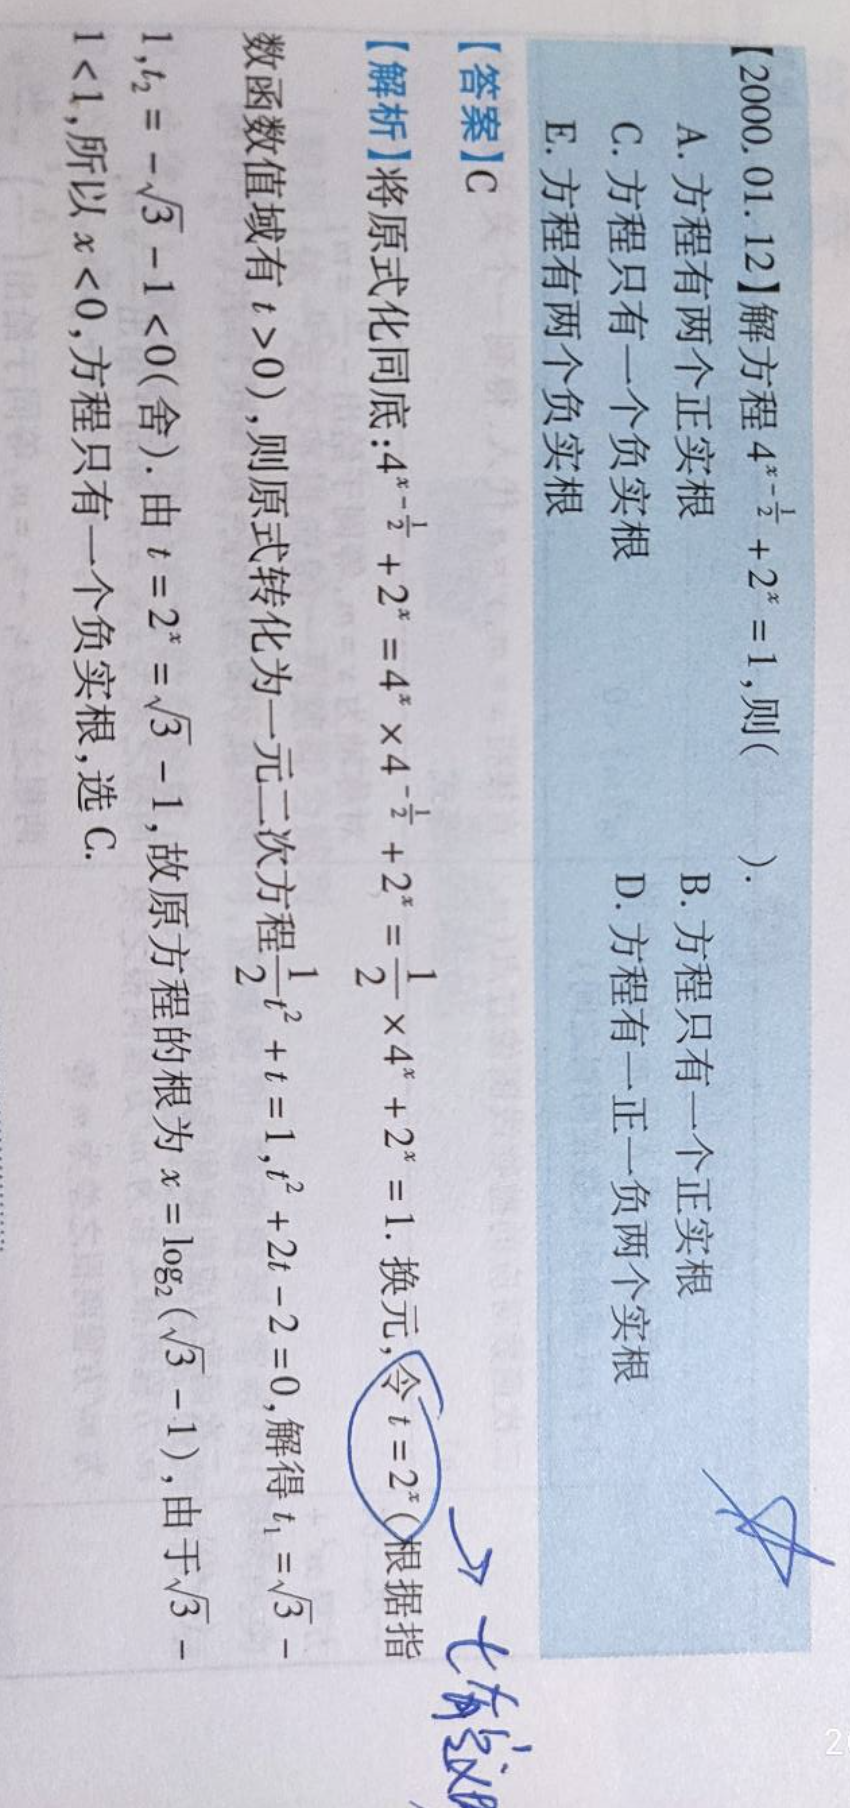 【2000.01.12】解方程 $4^{x-\frac{1}{2}}+2^x=1$,则(　　).
A. 方程有两个正实根　　B. 方程只有一个正实根
C. 方程只有一个负实根　　D. 方程有一正一负两个实根
E. 方程有两个负实根
【答案】C
【解析】将原式化同底:$4^{x-\frac{1}{2}}+2^x=4^x×4^{-\frac{1}{2}}+2^x=\frac{1}{2}×4^x+2^x=1$. 换元,令 $t=2^x$(根据指
数函数值域有 $t>0$),则原式转化为一元二次方程$\frac{1}{2}t^2+t=1$,$t^2+2t-2=0$,解得 $t_1=\sqrt{3}-$
$1$,$t_2=-\sqrt{3}-1<0$(舍). 由 $t=2^x=\sqrt{3}-1$,故原方程的根为 $x=\log_2(\sqrt{3}-1)$,由于$\sqrt{3}-$
$1<1$,所以 $x<0$,方程只有一个负实根,选 C.
→ t有